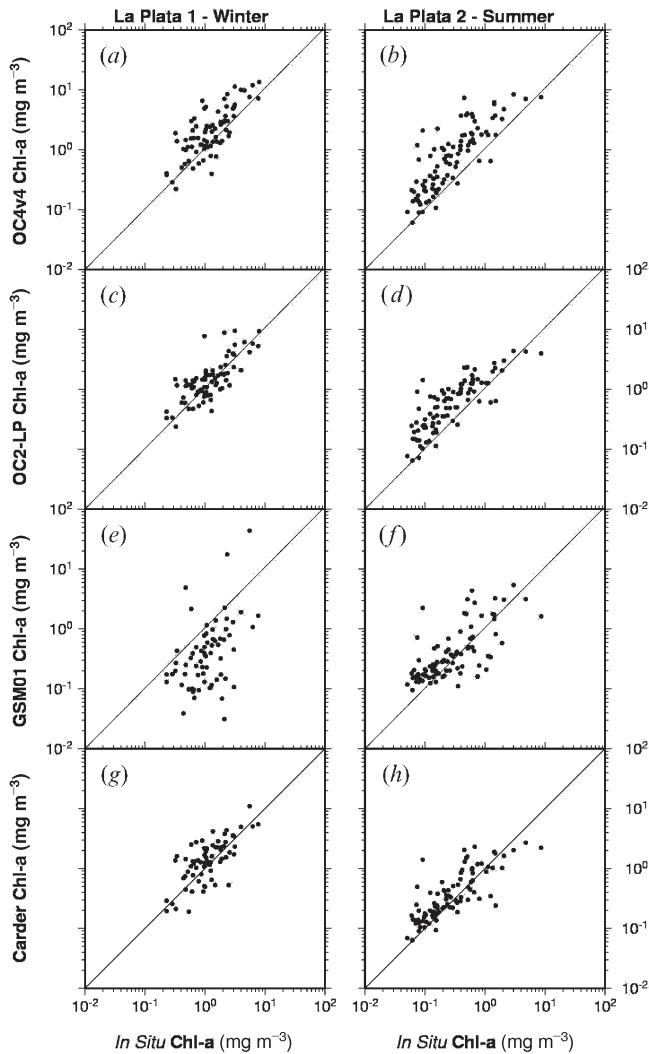 La Plata 1 - Winter La Plata 2 - Summer
10² (a) (b)
10¹
10⁰
10⁻¹
10⁻² 10²
OC4v4 Chl-a (mg m⁻³)
(c) (d)
10¹
10⁰
10⁻¹
10² 10⁻²
OC2-LP Chl-a (mg m⁻³)
(e) (f)
10¹
10⁰
10⁻¹
10⁻² 10²
GSM01 Chl-a (mg m⁻³)
(g) (h)
10¹
10⁰
10⁻¹
10⁻²
Carder Chl-a (mg m⁻³)
10⁻² 10⁻¹ 10⁰ 10¹ 10² 10⁻² 10⁻¹ 10⁰ 10¹ 10²
In Situ Chl-a (mg m⁻³) In Situ Chl-a (mg m⁻³)